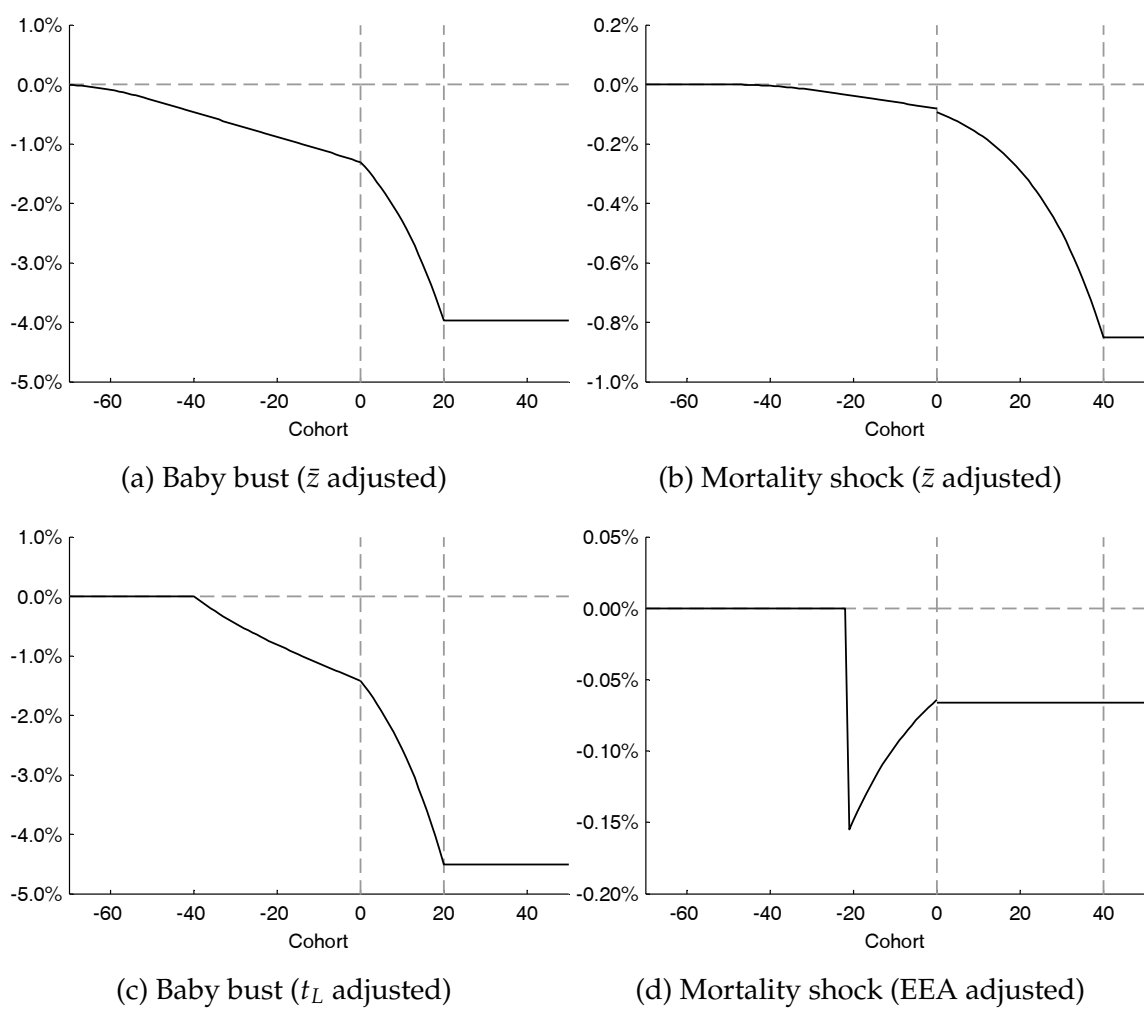 1.0%
0.0%
-1.0%
-2.0%
-3.0%
-4.0%
-5.0%
-60 -40 -20 0 20 40
Cohort
(a) Baby bust (z̄ adjusted)
0.2%
0.0%
-0.2%
-0.4%
-0.6%
-0.8%
-1.0%
-60 -40 -20 0 20 40
Cohort
(b) Mortality shock (z̄ adjusted)
1.0%
0.0%
-1.0%
-2.0%
-3.0%
-4.0%
-5.0%
-60 -40 -20 0 20 40
Cohort
(c) Baby bust (t_L adjusted)
0.05%
0.00%
-0.05%
-0.10%
-0.15%
-0.20%
-60 -40 -20 0 20 40
Cohort
(d) Mortality shock (EEA adjusted)